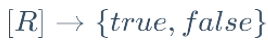 [R] → {true, false}